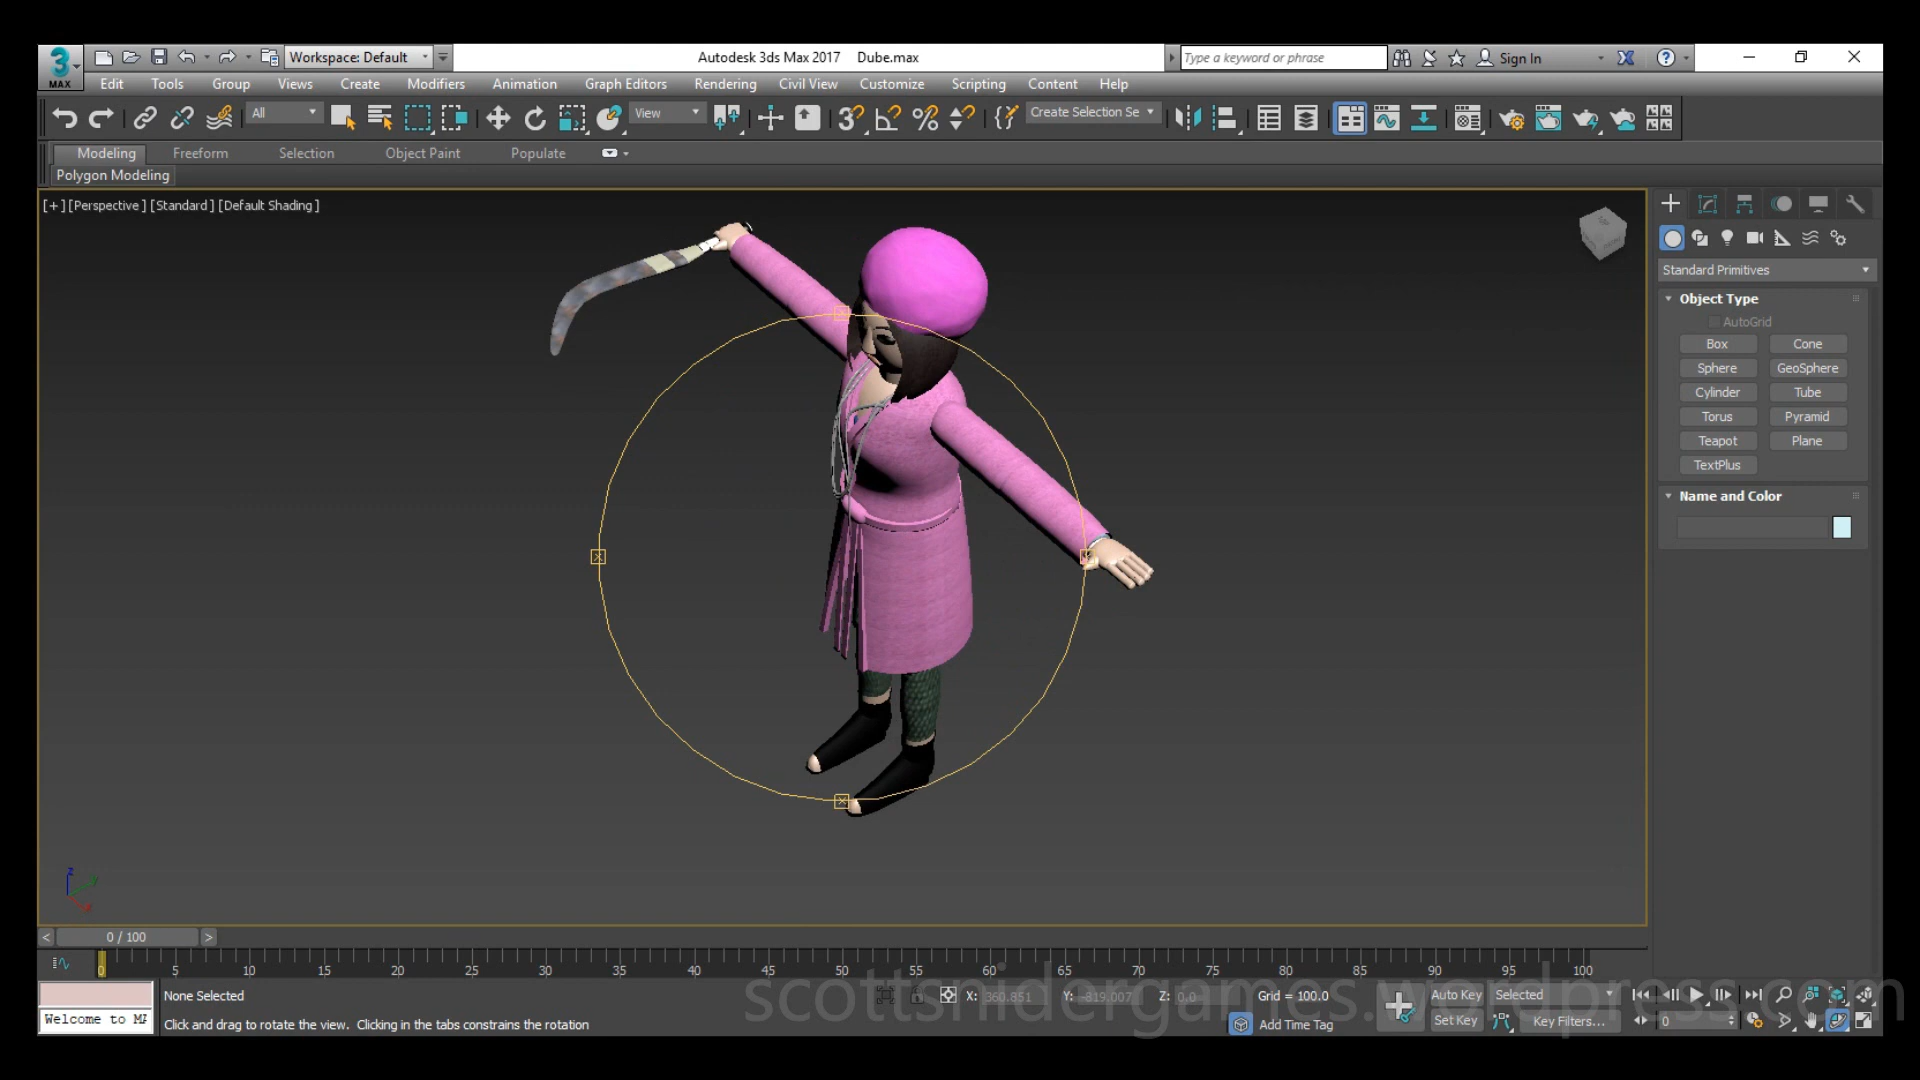 Workspace: Default
Autodesk 3ds Max 2017 Dube.max
Type a keyword or phrase
Sign In
MAX
Edit Tools Group Views Create Modifiers Animation Graph Editors Rendering Civil View Customize Scripting Content Help
All
View
Create Selection Se
Modeling Freeform Selection Object Paint Populate
Polygon Modeling
[+] [Perspective ] [Standard ] [Default Shading ]
Standard Primitives
Object Type
AutoGrid
Box Cone
Sphere GeoSphere
Cylinder Tube
Torus Pyramid
Teapot Plane
TextPlus
Name and Color
z
x
< 0 / 100 >
0 5 10 15 20 25 30 35 40 45 50 55 60 65 70 75 80 85 90 95 100
None Selected
X: 360.851 Y: -819.007 Z: 0.0
Grid = 100.0
Auto Key Selected
Welcome to MA
Click and drag to rotate the view. Clicking in the tabs constrains the rotation
Add Time Tag
Set Key Key Filters... 0
scottsnidergames.wordpress.com